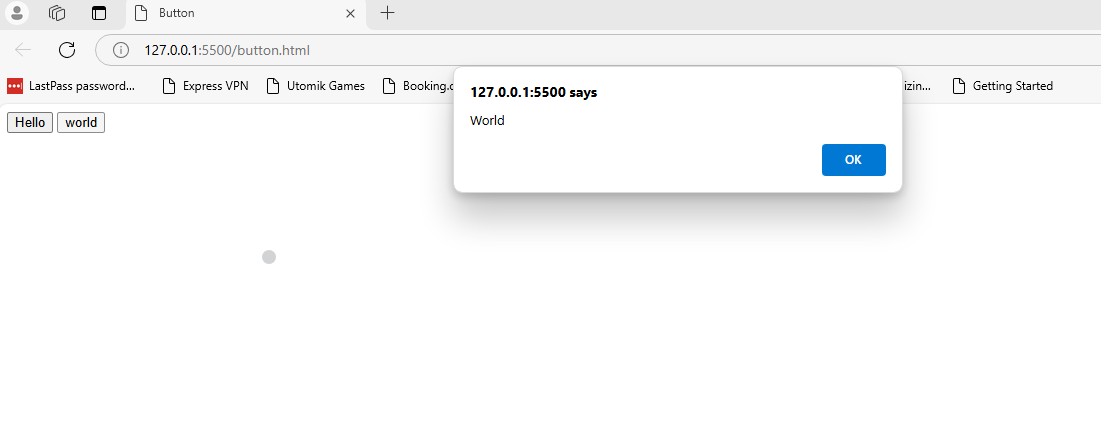 Button
127.0.0.1:5500/button.html
LastPass password... Express VPN Utomik Games Booking.c izin... Getting Started
127.0.0.1:5500 says
World
OK
Hello world